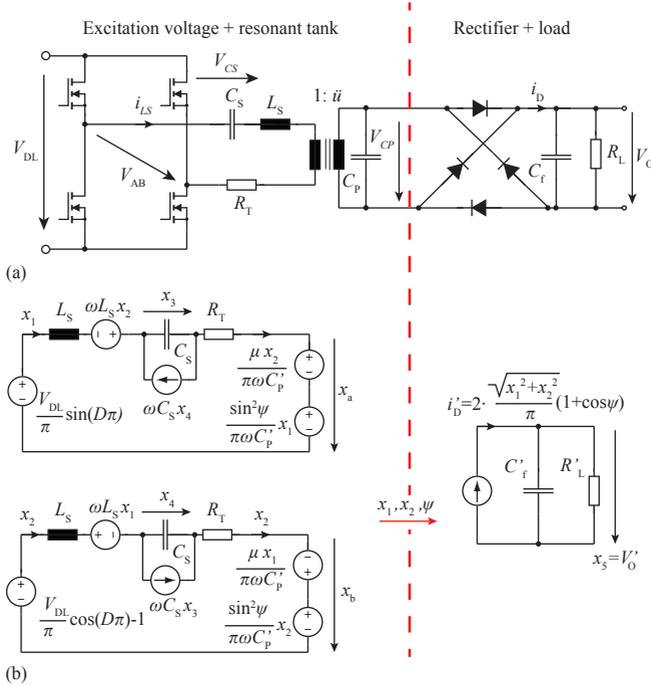 Excitation voltage + resonant tank
Rectifier + load
V_CS
i_LS
C_S
L_S
1: ü
i_D
V_DL
V_AB
R_T
V_CP
C_P
C_f
R_L
V_O
(a)
x_1
L_S
ωL_S x_2
x_3
R_T
C_S
ωC_S x_4
V_DL/π sin(Dπ)
μ x_2/πωC'_P
sin²ψ/πωC'_P x_1
x_a
x_2
L_S
ωL_S x_1
x_4
R_T
x_2
C_S
ωC_S x_3
V_DL/π cos(Dπ)-1
μ x_1/πωC'_P
sin²ψ/πωC'_P x_2
x_b
x_1, x_2, ψ
i_D'=2· √x_1²+x_2²/π (1+cosψ)
C'_f
R'_L
x_5=V_O'
(b)